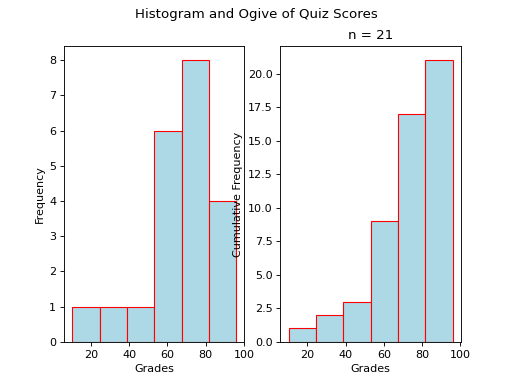 Histogram and Ogive of Quiz Scores
n = 21
Frequency
8
7
6
5
4
3
2
1
0
20 40 60 80 100
Grades
Cumulative Frequency
20.0
17.5
15.0
12.5
10.0
7.5
5.0
2.5
0.0
20 40 60 80 100
Grades